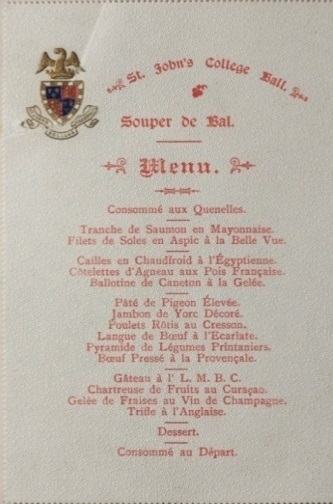 St. John's College Ball.
Souper de Bal.
Menu.
Consommé aux Quenelles.
Tranche de Saumon en Mayonnaise.
Filets de Soles en Aspic à la Belle Vue.
Cailles en Chaudfroid à l'Égyptienne.
Côtelettes d'Agneau aux Pois Française.
Ballotine de Canoton à la Gelée.
Pâté de Pigeon Élevée.
Jambon de Yorc Décoré.
Poulets Rôtis au Cresson.
Langue de Bœuf à l'Ecarlate.
Pyramide de Légumes Printaniers.
Bœuf Pressé à la Provençale.
Gâteau à l' L. M. B. C.
Chartreuse de Fruits au Curaçao.
Gelée de Fraises au Vin de Champagne.
Trifle à l'Anglaise.
Dessert.
Consommé au Départ.